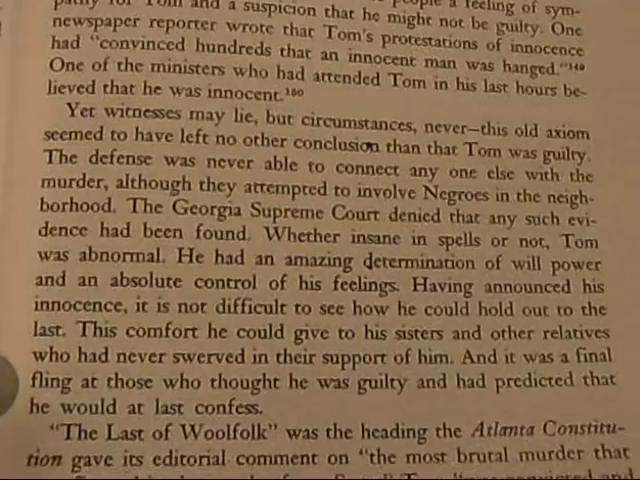 pathy for Tom and a suspicion that he might not be guilty. One
newspaper reporter wrote that Tom's protestations of innocence
had "convinced hundreds that an innocent man was hanged."¹⁴⁹
One of the ministers who had attended Tom in his last hours be-
lieved that he was innocent.¹⁵⁰
Yet witnesses may lie, but circumstances, never—this old axiom
seemed to have left no other conclusion than that Tom was guilty.
The defense was never able to connect any one else with the
murder, although they attempted to involve Negroes in the neigh-
borhood. The Georgia Supreme Court denied that any such evi-
dence had been found. Whether insane in spells or not, Tom
was abnormal. He had an amazing determination of will power
and an absolute control of his feelings. Having announced his
innocence, it is not difficult to see how he could hold out to the
last. This comfort he could give to his sisters and other relatives
who had never swerved in their support of him. And it was a final
fling at those who thought he was guilty and had predicted that
he would at last confess.
"The Last of Woolfolk" was the heading the Atlanta Constitu-
tion gave its editorial comment on "the most brutal murder that